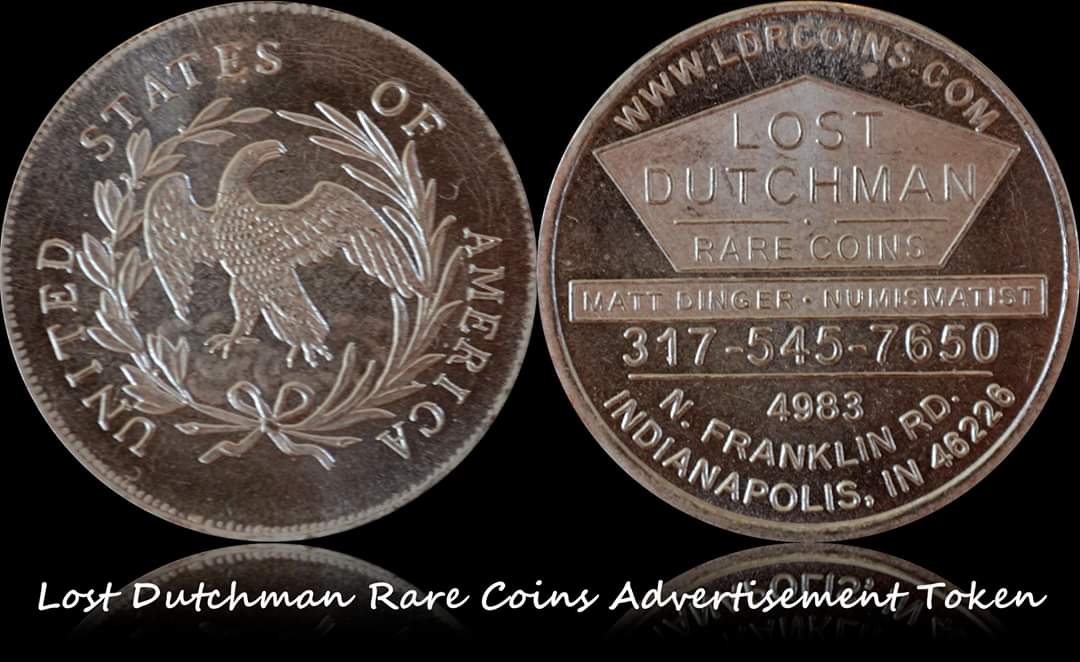 UNITED STATES OF AMERICA
WWW.LDRCOINS.COM
LOST
DUTCHMAN
RARE COINS
MATT DINGER · NUMISMATIST
317-545-7650
4983
N. FRANKLIN RD.
INDIANAPOLIS, IN 46226
Lost Dutchman Rare Coins Advertisement Token